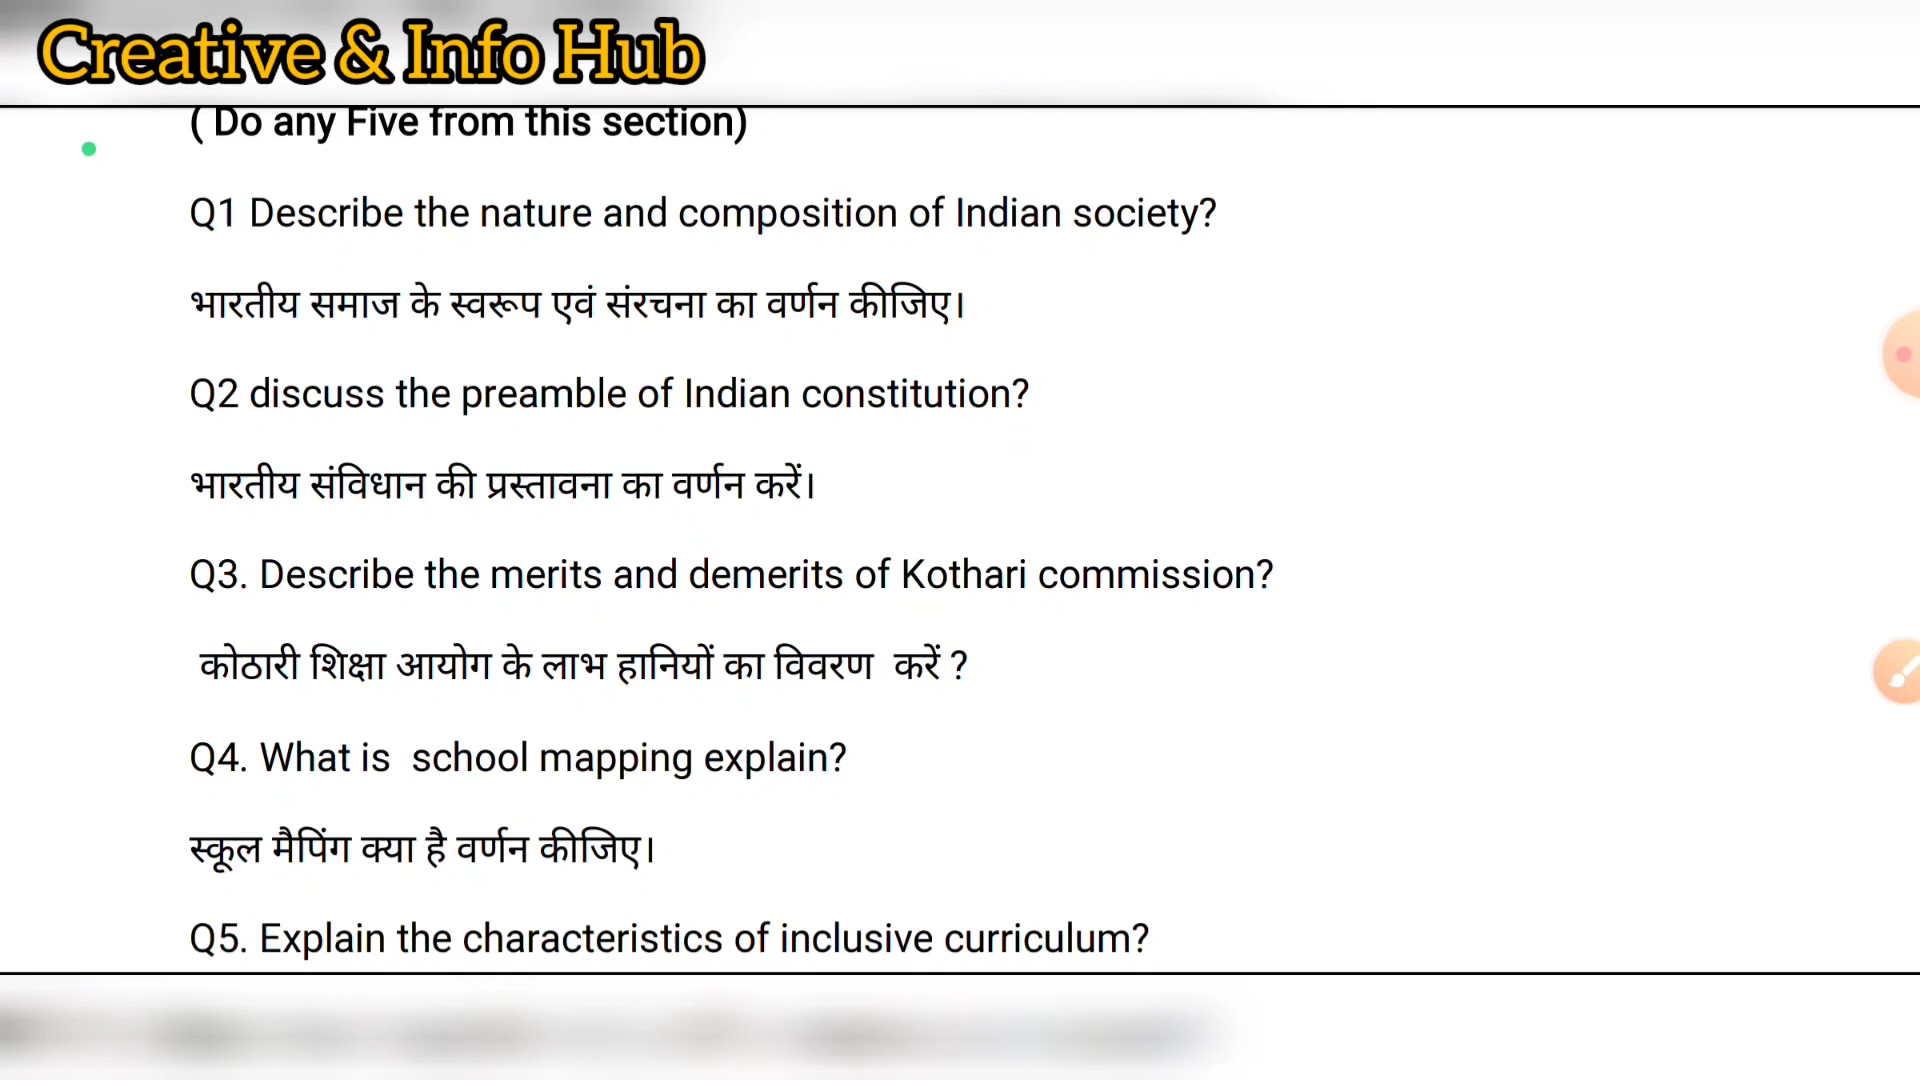 Creative & Info Hub
( Do any Five from this section)
Q1 Describe the nature and composition of Indian society?
भारतीय समाज के स्वरूप एवं संरचना का वर्णन कीजिए।
Q2 discuss the preamble of Indian constitution?
भारतीय संविधान की प्रस्तावना का वर्णन करें।
Q3. Describe the merits and demerits of Kothari commission?
कोठारी शिक्षा आयोग के लाभ हानियों का विवरण  करें ?
Q4. What is  school mapping explain?
स्कूल मैपिंग क्या है वर्णन कीजिए।
Q5. Explain the characteristics of inclusive curriculum?